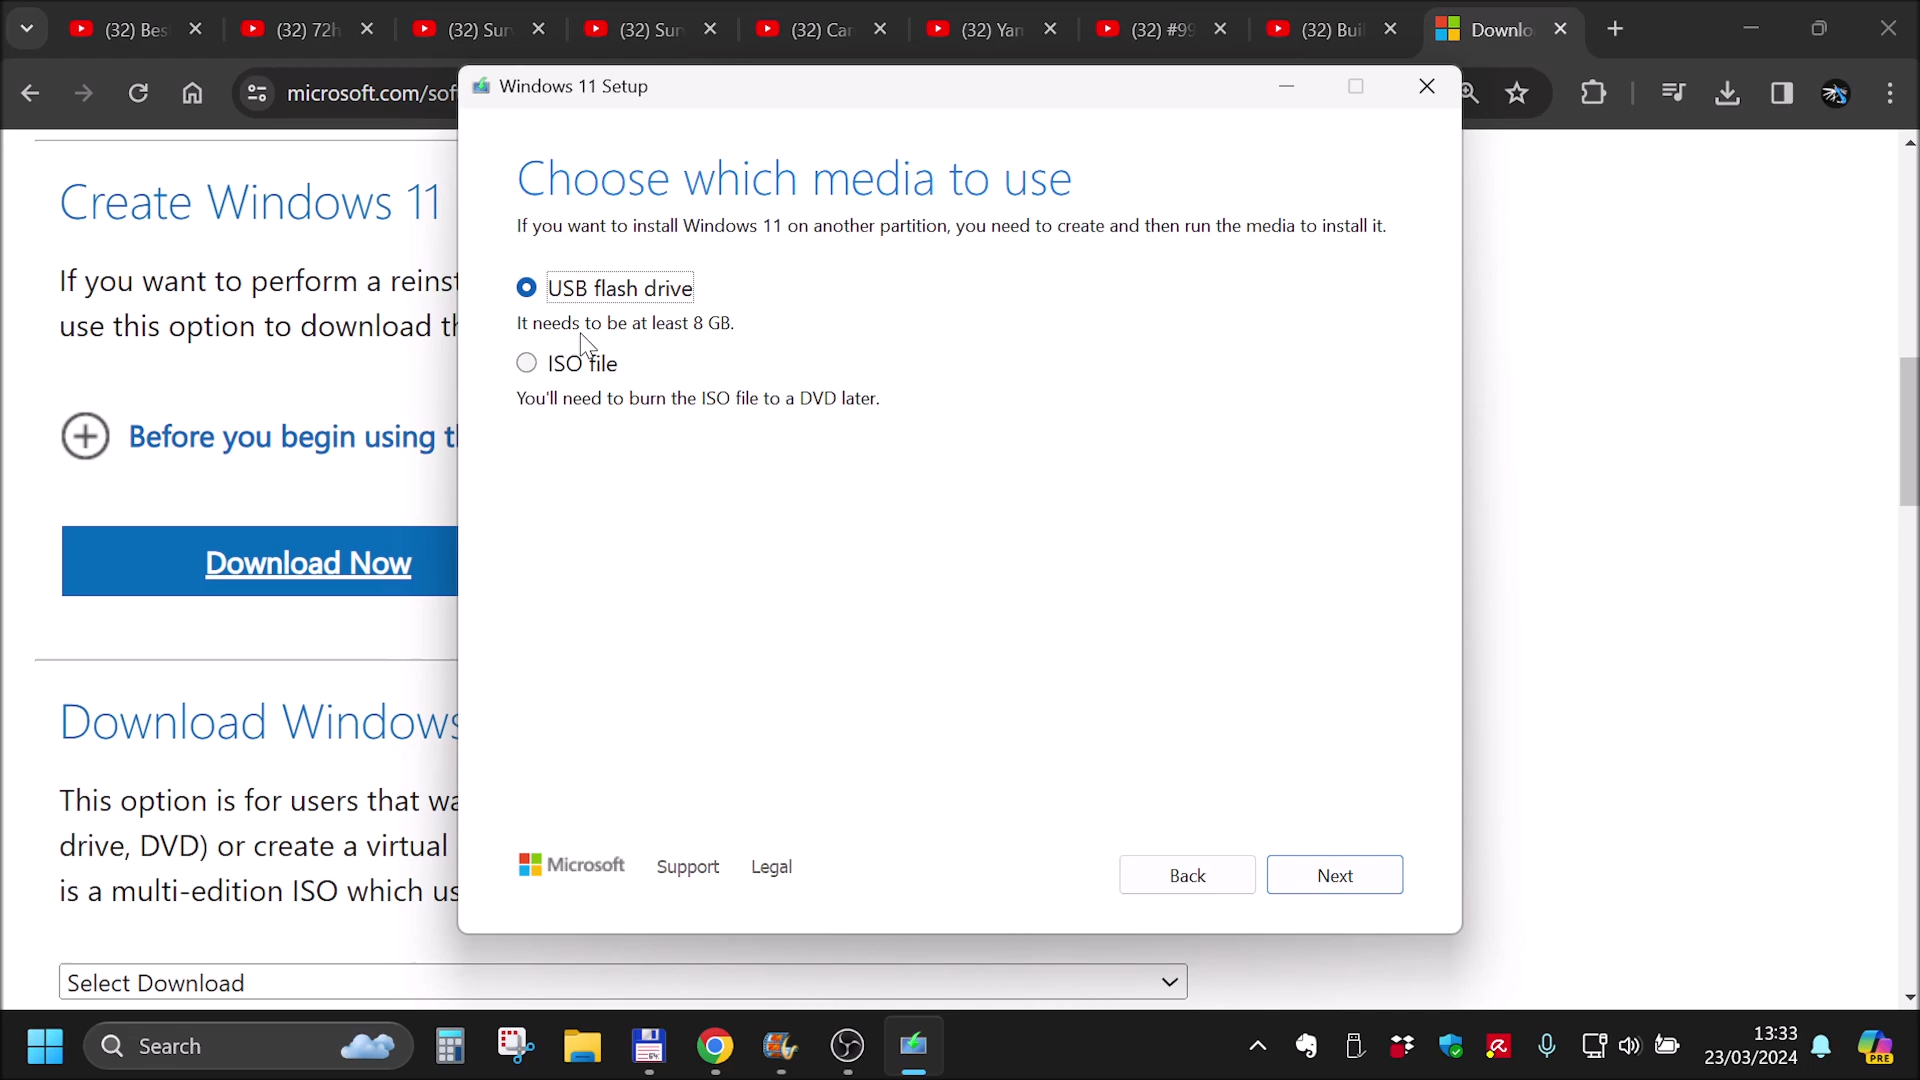 (32) Bes
(32) 72h
(32) Sur
(32) Sur
(32) Car
(32) Yan
(32) #99
(32) Buil
Downlo
microsoft.com/sof
Windows 11 Setup
Choose which media to use
If you want to install Windows 11 on another partition, you need to create and then run the media to install it.
USB flash drive
It needs to be at least 8 GB.
ISO file
You'll need to burn the ISO file to a DVD later.
Microsoft
Support
Legal
Back
Next
Create Windows 11
If you want to perform a reinst
use this option to download th
Before you begin using th
Download Now
Download Windows
This option is for users that wa
drive, DVD) or create a virtual
is a multi-edition ISO which us
Select Download
Search
64
13:33
23/03/2024
PRE